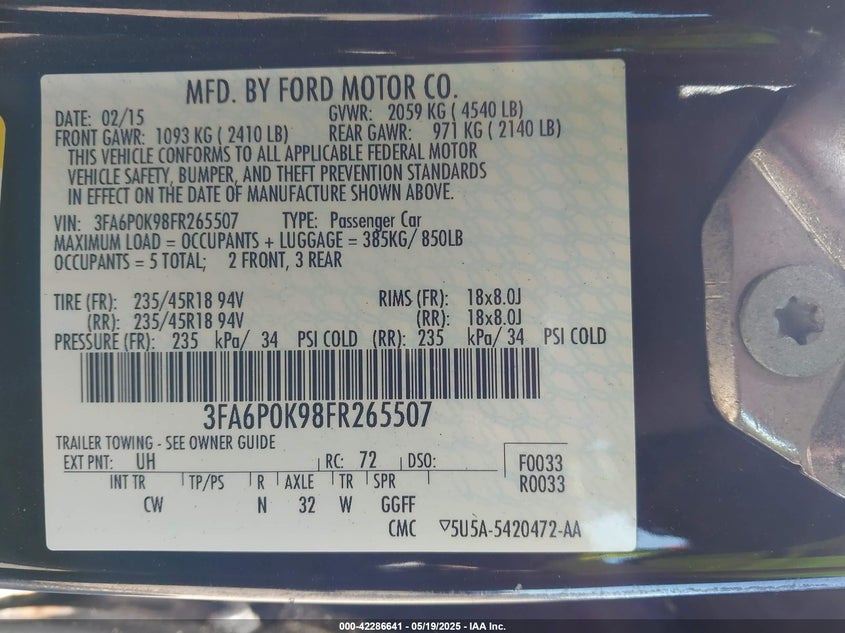 MFD. BY FORD MOTOR CO.
DATE: 02/15 GVWR: 2059 KG ( 4540 LB)
FRONT GAWR: 1093 KG ( 2410 LB) REAR GAWR: 971 KG ( 2140 LB)
THIS VEHICLE CONFORMS TO ALL APPLICABLE FEDERAL MOTOR
VEHICLE SAFETY, BUMPER, AND THEFT PREVENTION STANDARDS
IN EFFECT ON THE DATE OF MANUFACTURE SHOWN ABOVE.
VIN: 3FA6P0K98FR265507 TYPE: Passenger Car
MAXIMUM LOAD = OCCUPANTS + LUGGAGE = 385KG/ 850LB
OCCUPANTS = 5 TOTAL; 2 FRONT, 3 REAR
TIRE (FR): 235/45R18 94V RIMS (FR): 18x8.0J
(RR): 235/45R18 94V (RR): 18x8.0J
PRESSURE (FR): 235 kPa/ 34 PSI COLD (RR): 235 kPa/ 34 PSI COLD
3FA6P0K98FR265507
TRAILER TOWING - SEE OWNER GUIDE
EXT PNT: UH RC: 72 DSO: F0033
R0033
INT TR TP/PS R AXLE TR SPR
CW N 32 W GGFF
CMC ▽5U5A-5420472-AA
000-42286641 - 05/19/2025 - IAA Inc.